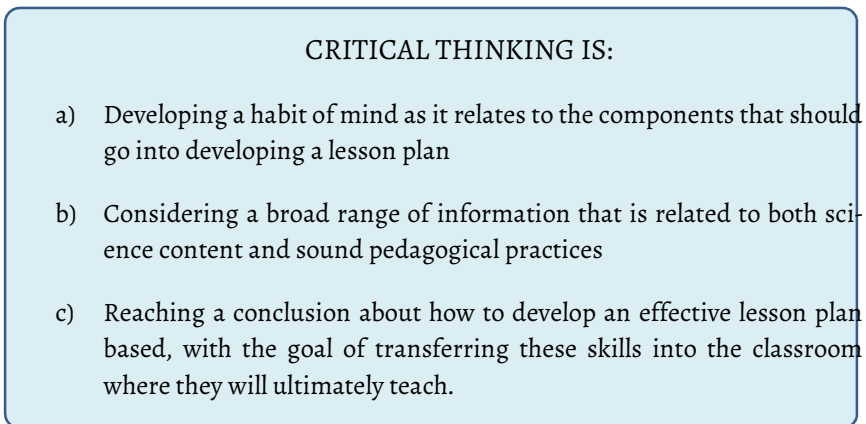 CRITICAL THINKING IS:
a) Developing a habit of mind as it relates to the components that should
go into developing a lesson plan
b) Considering a broad range of information that is related to both sci-
ence content and sound pedagogical practices
c) Reaching a conclusion about how to develop an effective lesson plan
based, with the goal of transferring these skills into the classroom
where they will ultimately teach.